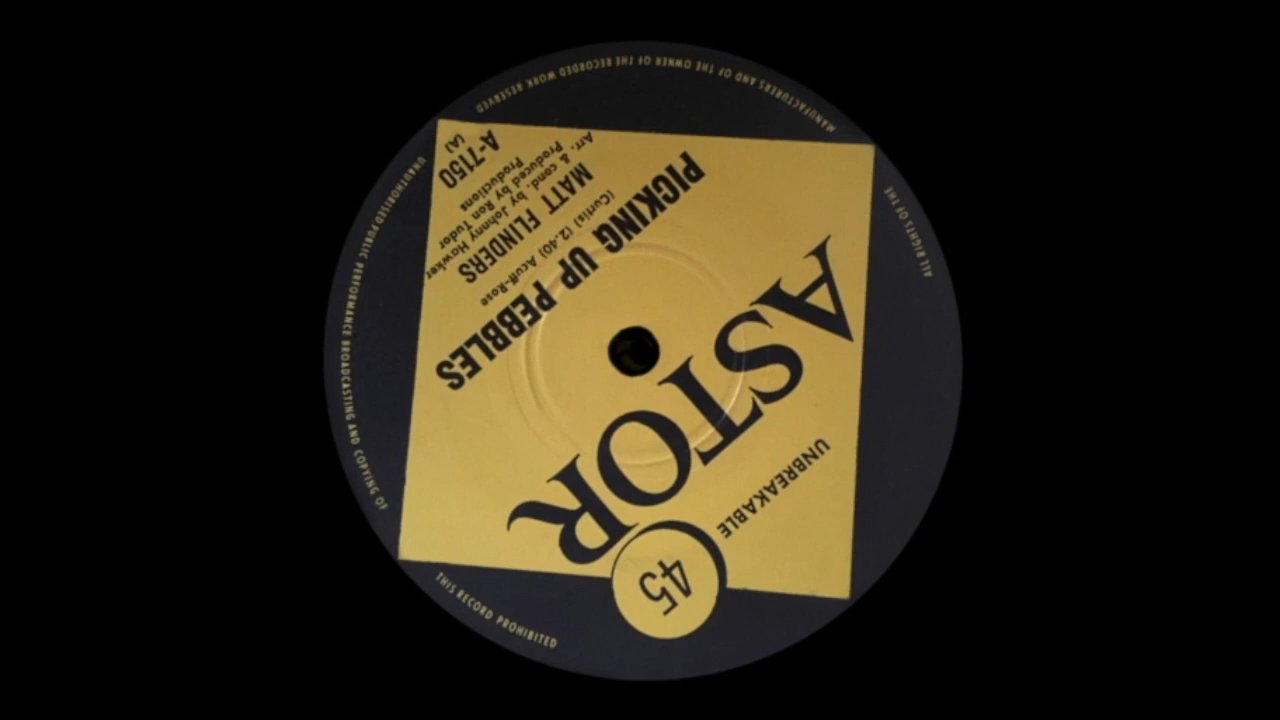 ASTOR
UNBREAKABLE
45
PICKING UP PEBBLES
(Curtis) (2.40) Acuff-Rose
MATT FLINDERS
Arr. & cond. by Johnny Hawker
Produced by Ron Tudor
Productions
A-7150
(A)
ALL RIGHTS OF THE MANUFACTURERS AND OF THE OWNER OF THE RECORDED WORK RESERVED
UNAUTHORISED PUBLIC PERFORMANCE BROADCASTING AND COPYING OF THIS RECORD PROHIBITED